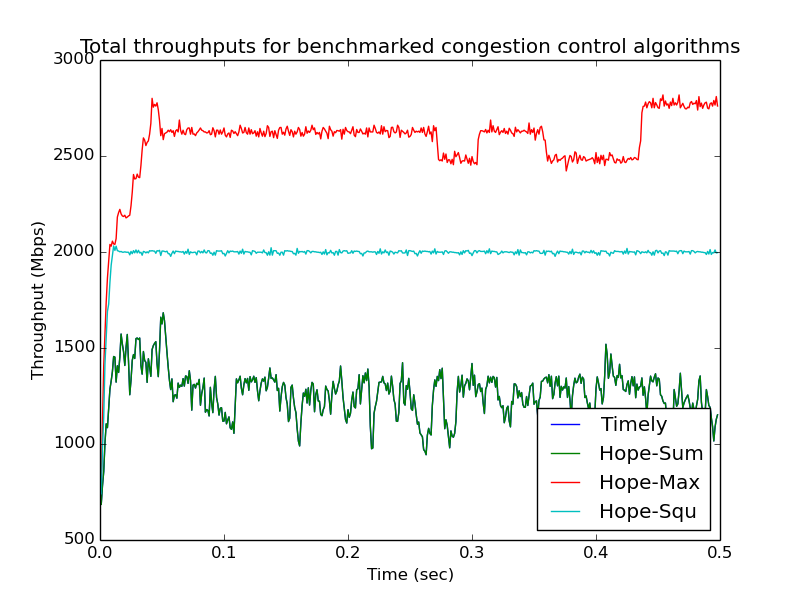 Total throughputs for benchmarked congestion control algorithms
3000
2500
2000
1500
1000
500
Throughput (Mbps)
Timely
Hope-Sum
Hope-Max
Hope-Squ
0.0 0.1 0.2 0.3 0.4 0.5
Time (sec)